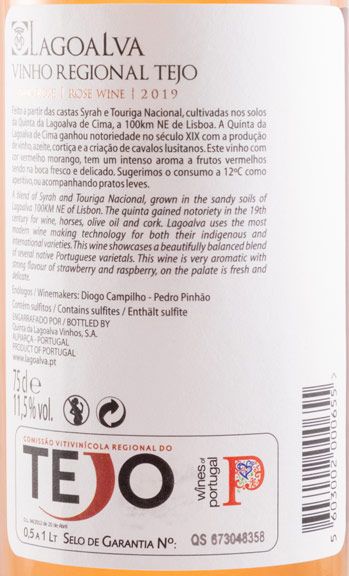 LAGOALVA
VINHO REGIONAL TEJO
| ROSE WINE | 2019
Feito a partir das castas Syrah e Touriga Nacional, cultivadas nos solos
da Quinta da Lagoalva de Cima, a 100km NE de Lisboa. A Quinta da
Lagoalva de Cima ganhou notoriedade no século XIX com a produção
de vinho, azeite, cortiça e a criação de cavalos lusitanos. Este vinho com
cor vermelho morango, tem um intenso aroma a frutos vermelhos
sendo na boca fresco e delicado. Sugerimos o consumo a 12ºC como
aperitivo, ou acompanhando pratos leves.
A blend of Syrah and Touriga Nacional, grown in the sandy soils of
Lagoalva 100KM NE of Lisbon. The quinta gained notoriety in the 19th
century for wine, horses, olive oil and cork. Lagoalva uses the most
modern wine making technology for both their indigenous and
international varieties. This wine showcases a beautifully balanced blend
of several native Portuguese varietals. This wine is very aromatic with
strong flavour of strawberry and raspberry, on the palate is fresh and
delicate.
Enólogos / Winemakers: Diogo Campilho - Pedro Pinhão
Contém sulfitos / Contains sulfites / Enthält sulfite
ENGARRAFADO POR / BOTTLED BY
Quinta da Lagoalva Vinhos, S.A.
ALPIARÇA - PORTUGAL
PRODUCT OF PORTUGAL
www.lagoalva.pt
75cl e
11,5% vol.
COMISSÃO VITIVINÍCOLA REGIONAL DO
TEJO
0,5 A 1 LT SELO DE GARANTIA Nº:
QS 673048358
wines of
portugal
P
5603002000655